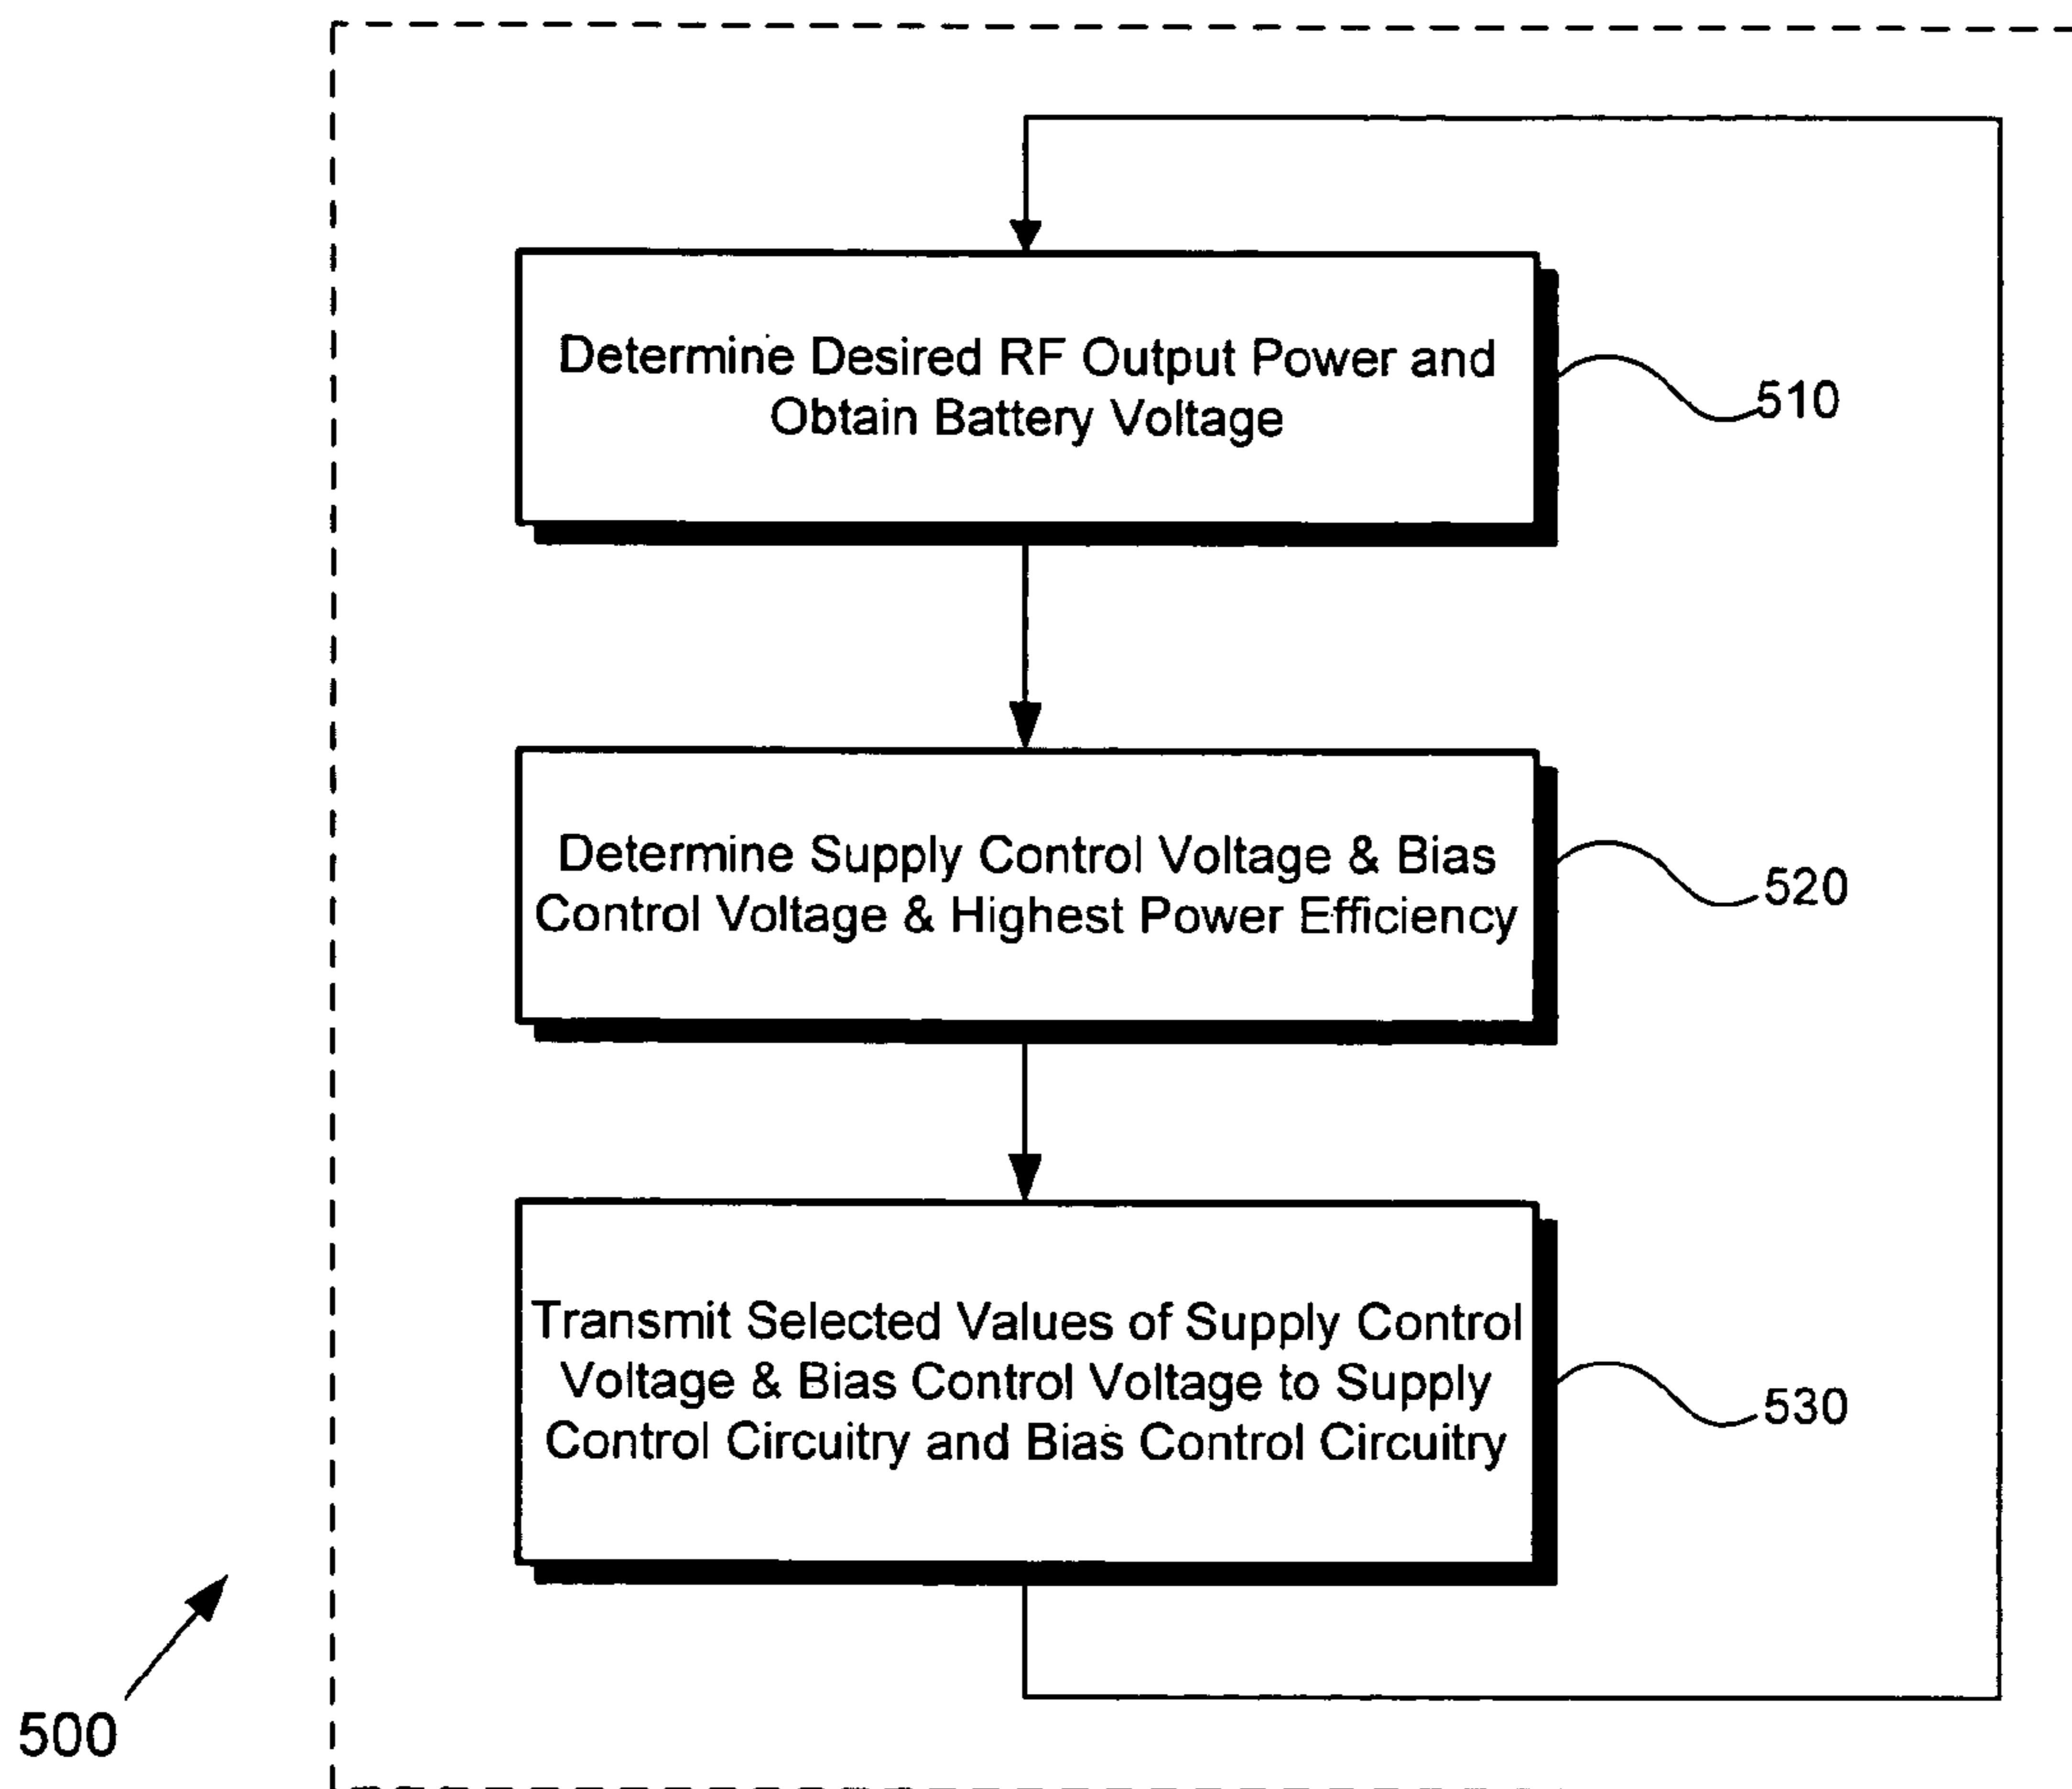 Determine Desired RF Output Power and
Obtain Battery Voltage
510
Determine Supply Control Voltage & Bias
Control Voltage & Highest Power Efficiency
520
Transmit Selected Values of Supply Control
Voltage & Bias Control Voltage to Supply
Control Circuitry and Bias Control Circuitry
530
500